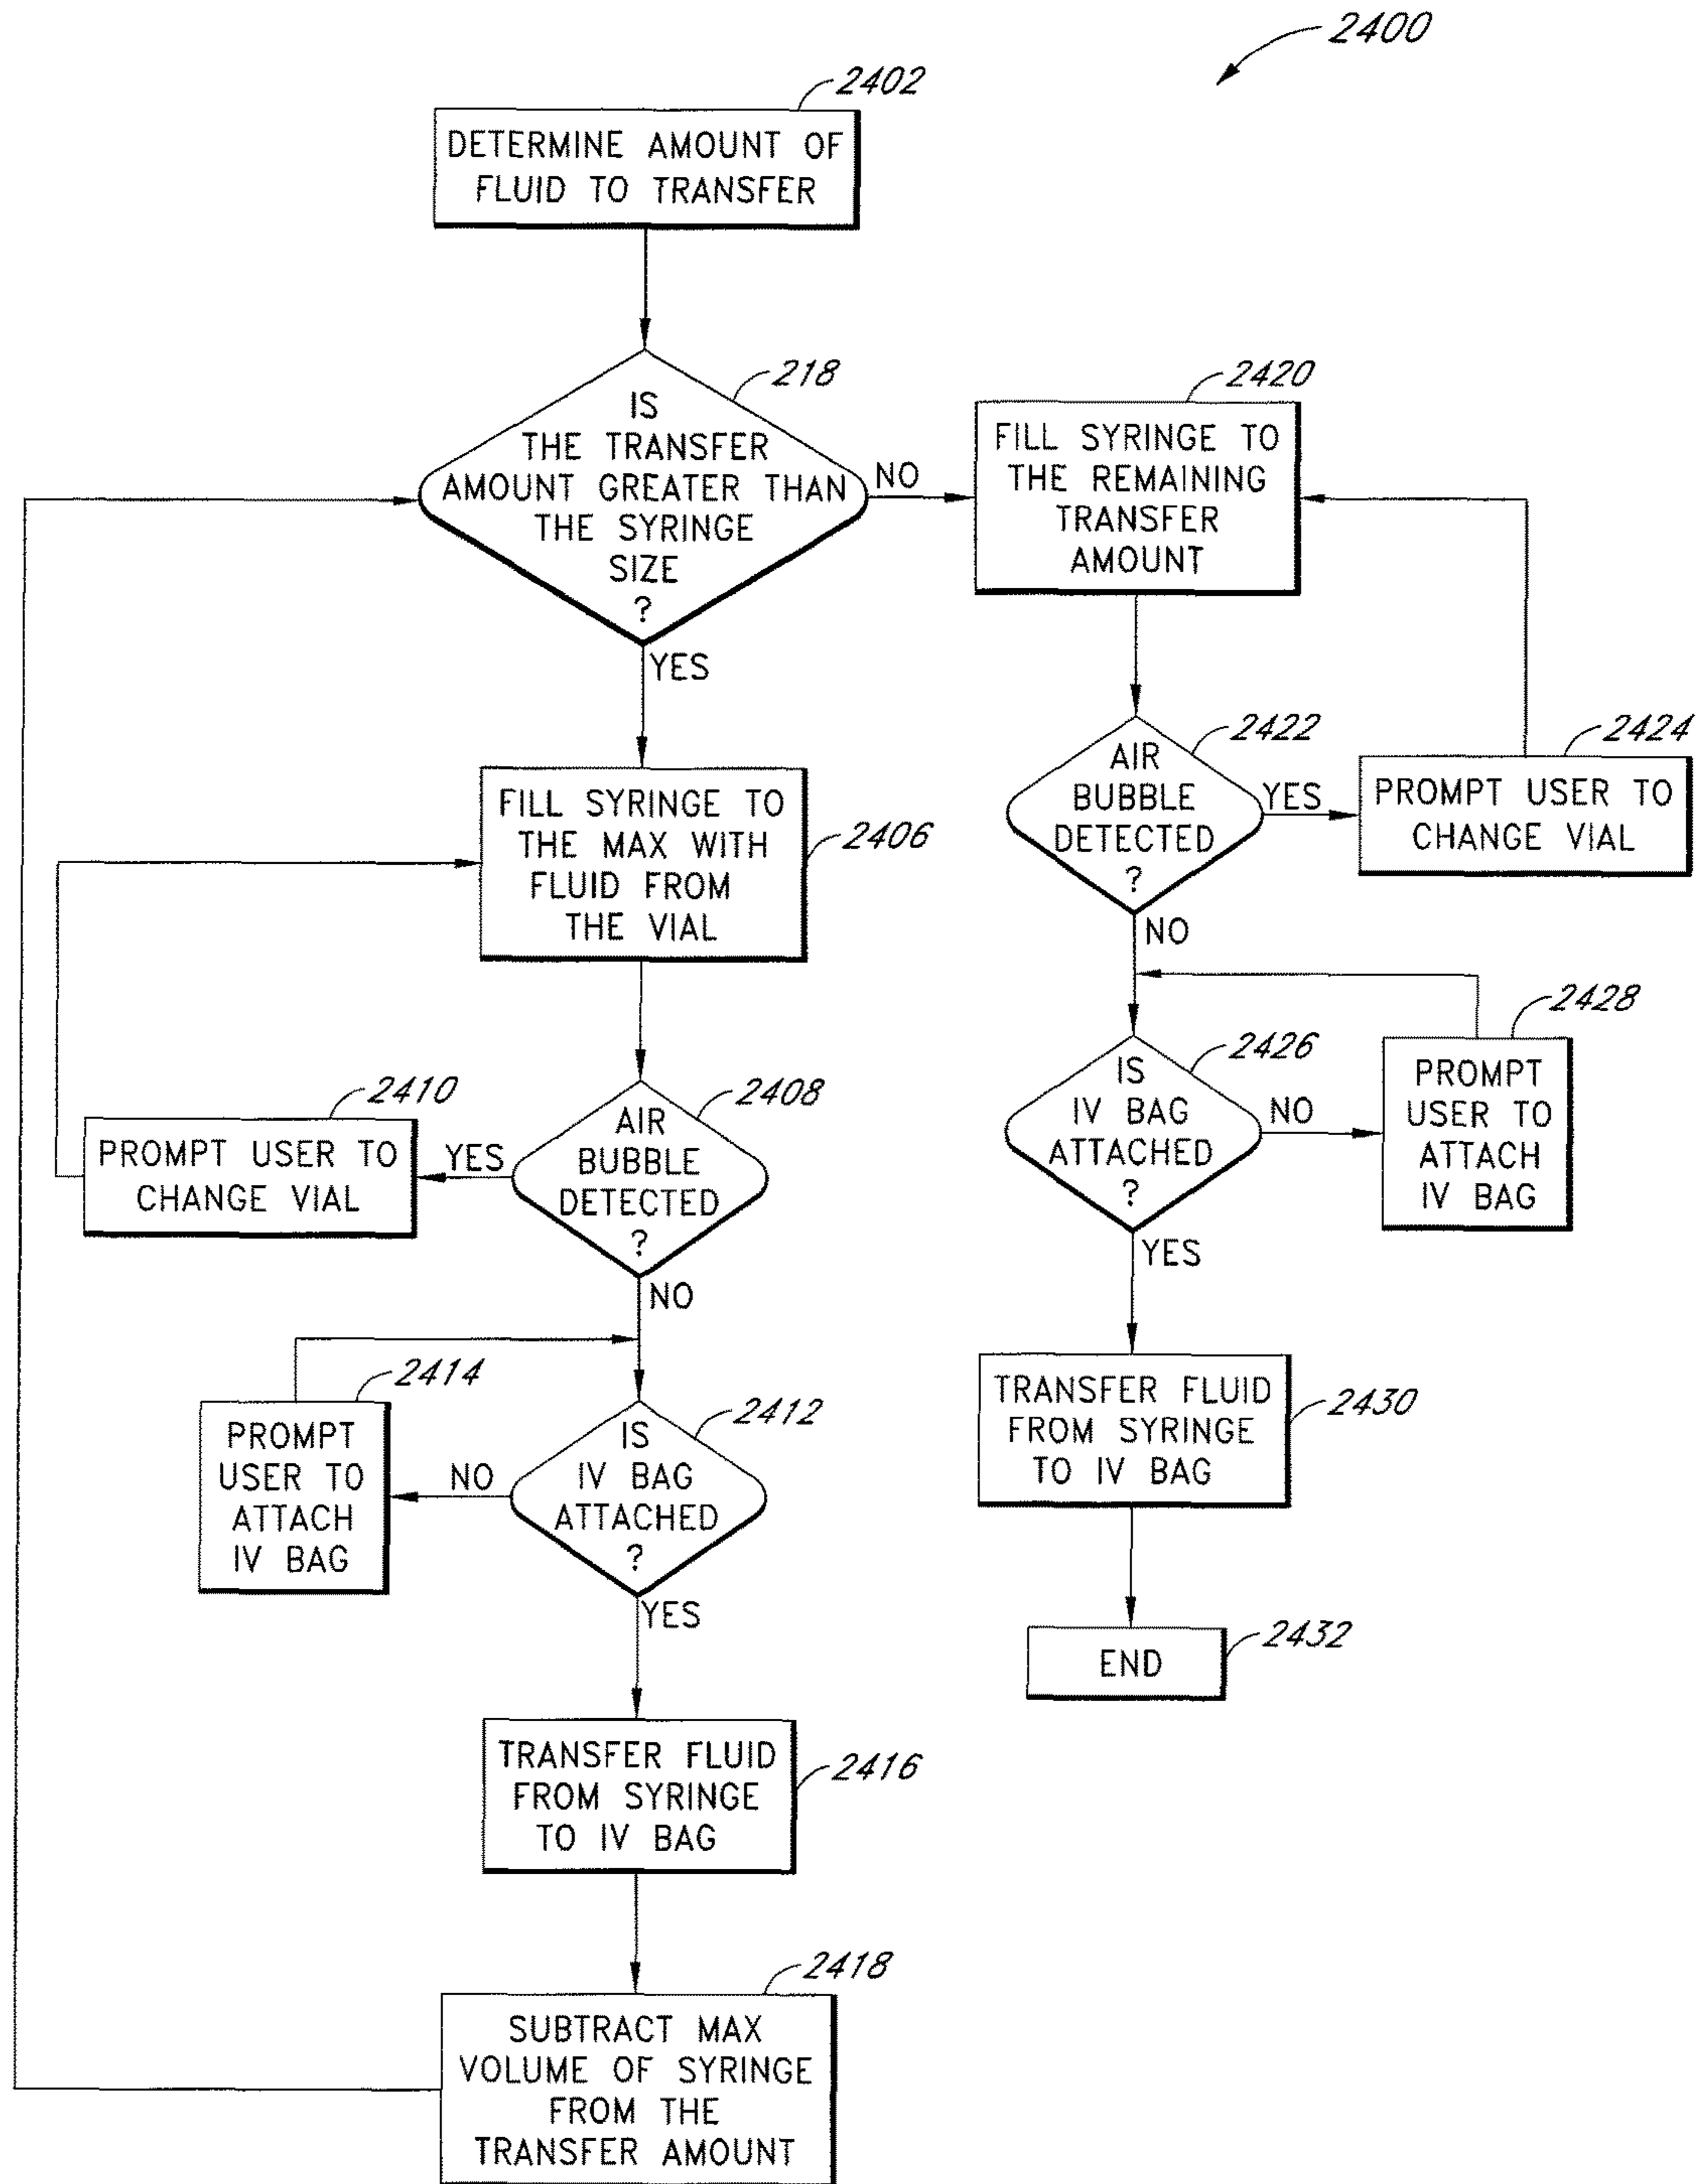 2400
2402
DETERMINE AMOUNT OF
FLUID TO TRANSFER
218
IS
THE TRANSFER
AMOUNT GREATER THAN
THE SYRINGE
SIZE
?
NO
YES
2420
FILL SYRINGE TO
THE REMAINING
TRANSFER
AMOUNT
2422
AIR
BUBBLE
DETECTED
?
YES
NO
2424
PROMPT USER TO
CHANGE VIAL
2406
FILL SYRINGE TO
THE MAX WITH
FLUID FROM
THE VIAL
2428
PROMPT
USER TO
ATTACH
IV BAG
2426
IS
IV BAG
ATTACHED
?
NO
YES
2410
PROMPT USER TO
CHANGE VIAL
2408
AIR
BUBBLE
DETECTED
?
YES
NO
2414
PROMPT
USER TO
ATTACH
IV BAG
2412
IS
IV BAG
ATTACHED
?
NO
YES
2430
TRANSFER FLUID
FROM SYRINGE
TO IV BAG
2432
END
2416
TRANSFER FLUID
FROM SYRINGE
TO IV BAG
2418
SUBTRACT MAX
VOLUME OF SYRINGE
FROM THE
TRANSFER AMOUNT